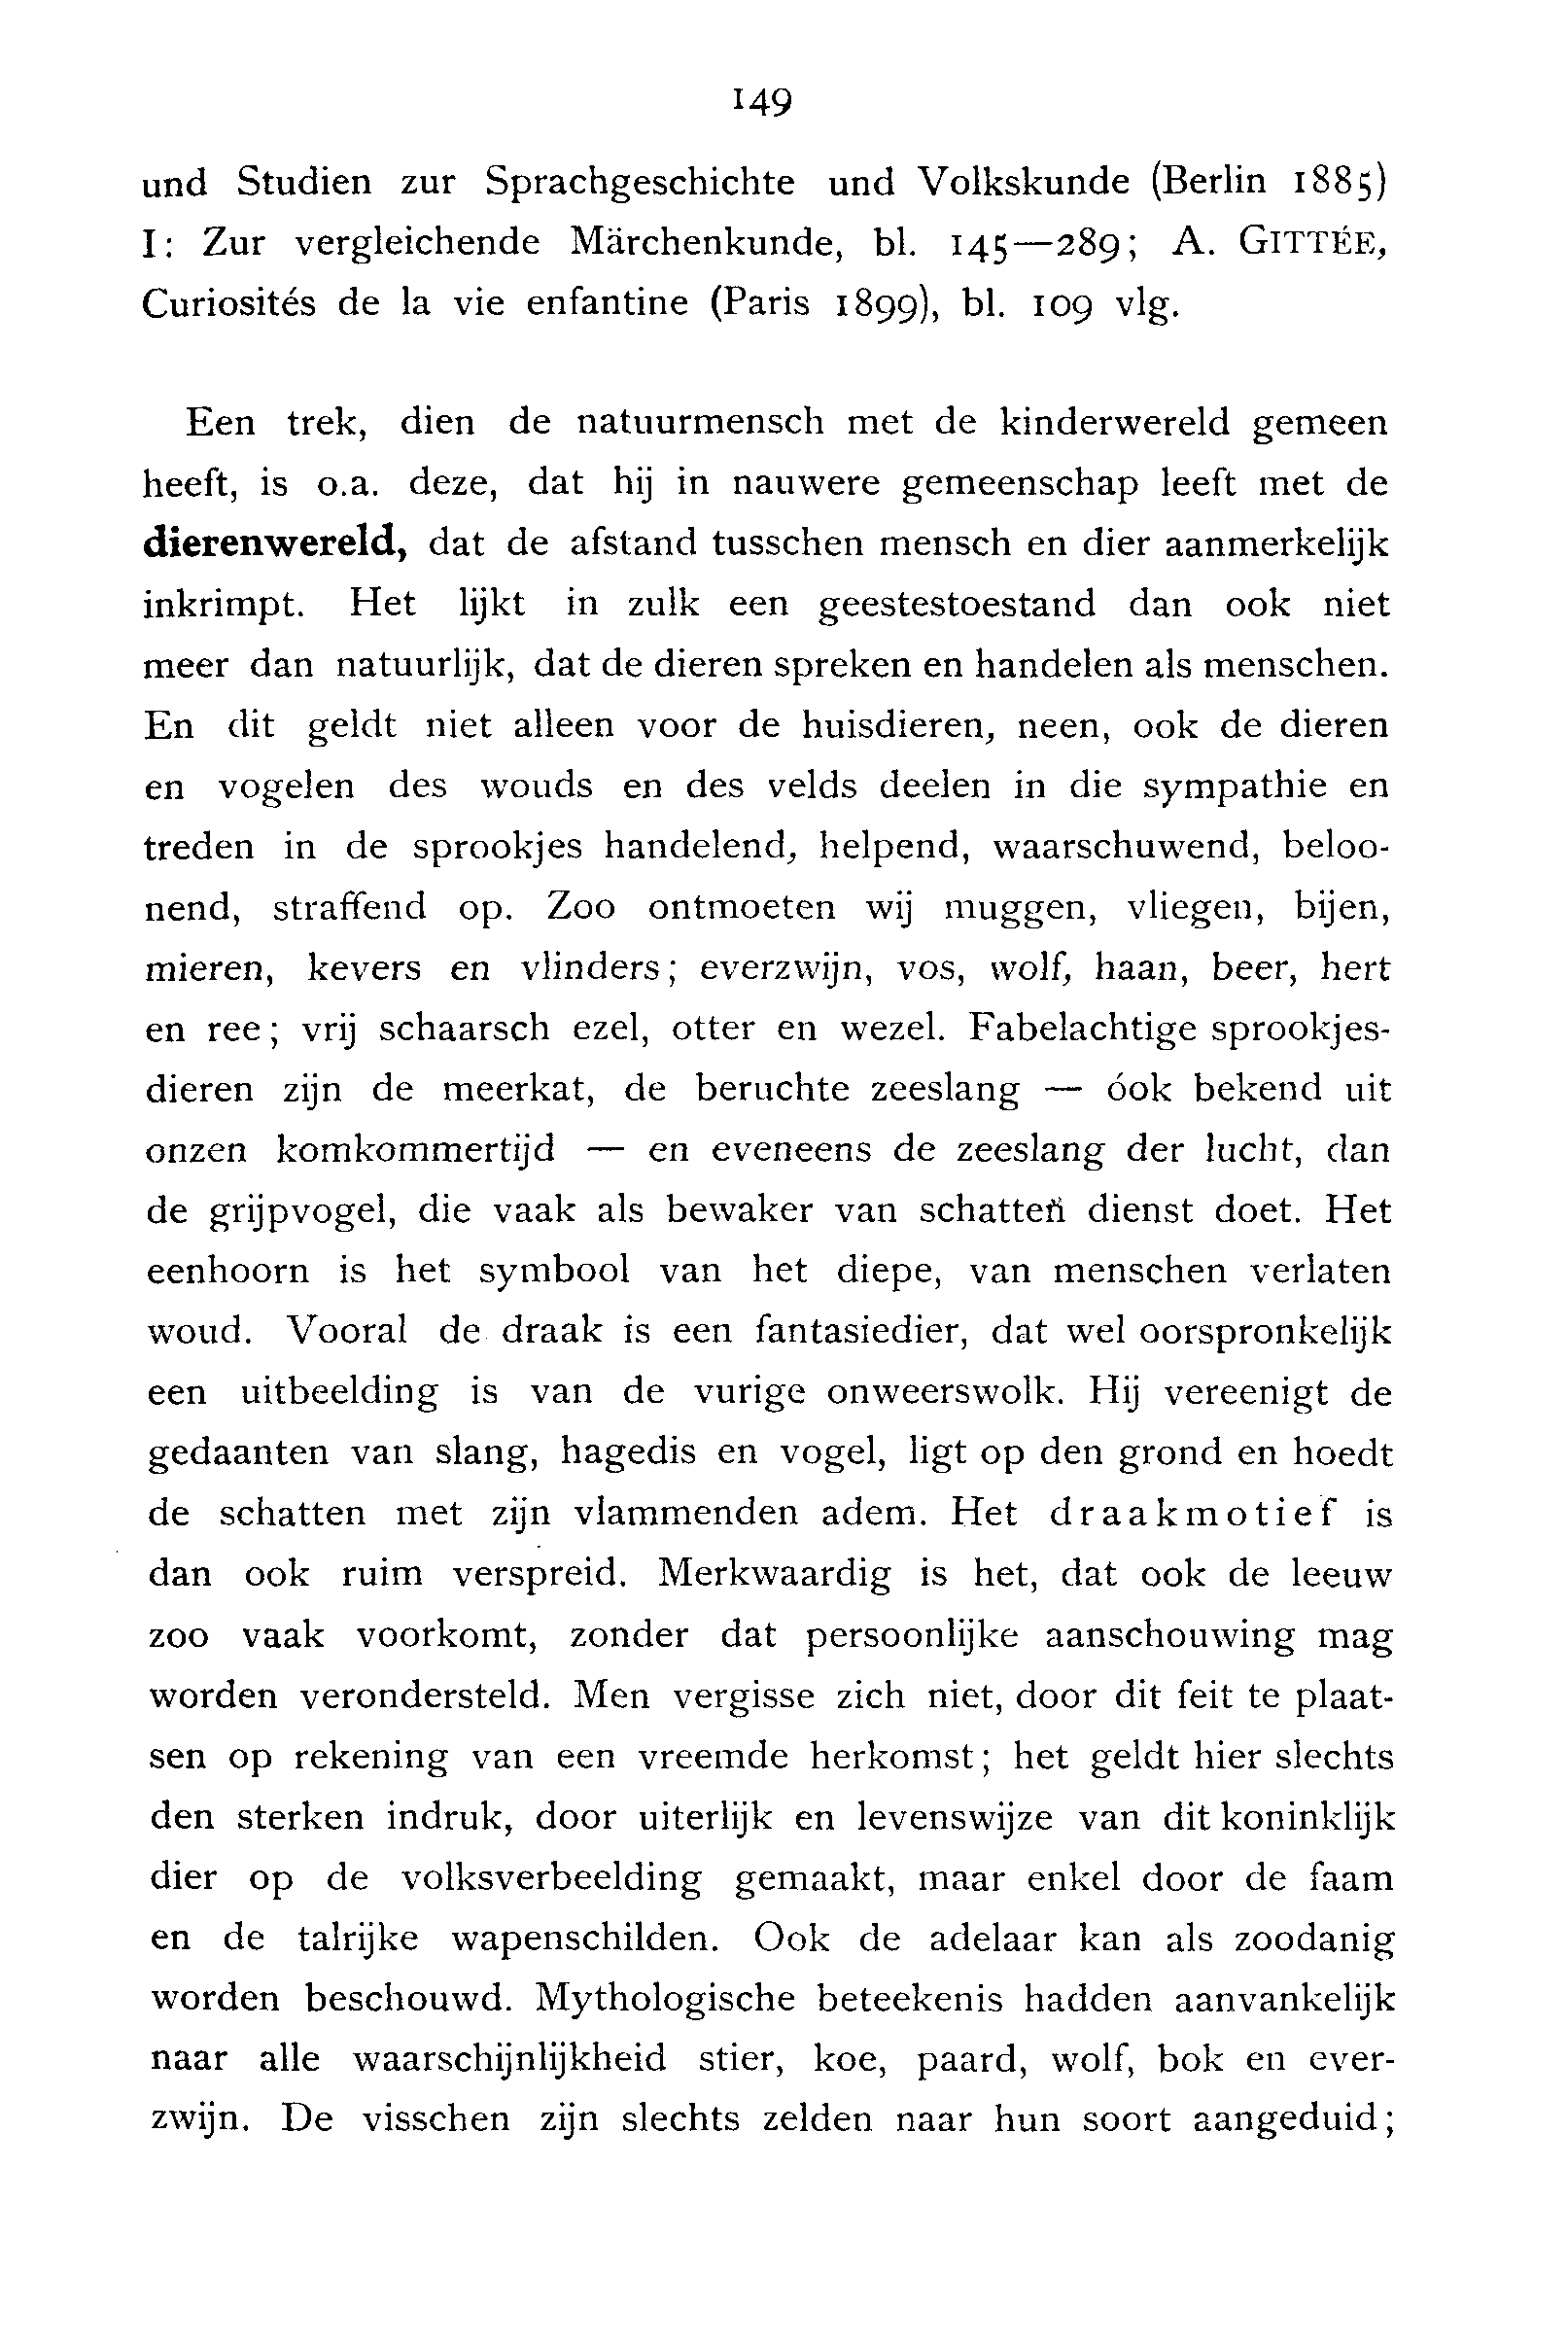 149
und Studien zur Sprachgeschichte und Volkskunde (Berlin 1885)
I: Zur vergleichende Märchenkunde, bl. 145—289; A. GITTÉE,
Curiosités de la vie enfantine (Paris 1899), bl. 109 vlg.
Een trek, dien de natuurmensch met de kinderwereld gemeen
heeft, is o.a. deze, dat hij in nauwere gemeenschap leeft met de
dierenwereld, dat de afstand tusschen mensch en dier aanmerkelijk
inkrimpt. Het lijkt in zulk een geestestoestand dan ook niet
meer dan natuurlijk, dat de dieren spreken en handelen als menschen.
En dit geldt niet alleen voor de huisdieren, neen, ook de dieren
en vogelen des wouds en des velds deelen in die sympathie en
treden in de sprookjes handelend, helpend, waarschuwend, beloo-
nend, straffend op. Zoo ontmoeten wij muggen, vliegen, bijen,
mieren, kevers en vlinders; everzwijn, vos, wolf, haan, beer, hert
en ree; vrij schaarsch ezel, otter en wezel. Fabelachtige sprookjes-
dieren zijn de meerkat, de beruchte zeeslang — óok bekend uit
onzen komkommertijd — en eveneens de zeeslang der lucht, dan
de grijpvogel, die vaak als bewaker van schatten dienst doet. Het
eenhoorn is het symbool van het diepe, van menschen verlaten
woud. Vooral de draak is een fantasiedier, dat wel oorspronkelijk
een uitbeelding is van de vurige onweerswolk. Hij vereenigt de
gedaanten van slang, hagedis en vogel, ligt op den grond en hoedt
de schatten met zijn vlammenden adem. Het draakmotief is
dan ook ruim verspreid. Merkwaardig is het, dat ook de leeuw
zoo vaak voorkomt, zonder dat persoonlijke aanschouwing mag
worden verondersteld. Men vergisse zich niet, door dit feit te plaat-
sen op rekening van een vreemde herkomst; het geldt hier slechts
den sterken indruk, door uiterlijk en levenswijze van dit koninklijk
dier op de volksverbeelding gemaakt, maar enkel door de faam
en de talrijke wapenschilden. Ook de adelaar kan als zoodanig
worden beschouwd. Mythologische beteekenis hadden aanvankelijk
naar alle waarschijnlijkheid stier, koe, paard, wolf, bok en ever-
zwijn. De visschen zijn slechts zelden naar hun soort aangeduid;